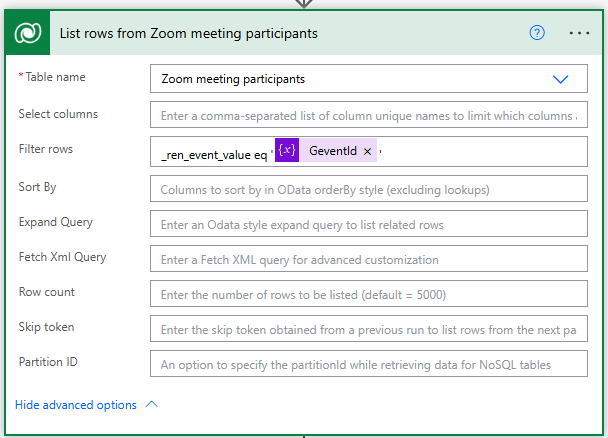 List rows from Zoom meeting participants
* Table name Zoom meeting participants
Select columns Enter a comma-separated list of column unique names to limit which columns a
Filter rows _ren_event_value eq ' {x} GeventId × '
Sort By Columns to sort by in OData orderBy style (excluding lookups)
Expand Query Enter an Odata style expand query to list related rows
Fetch Xml Query Enter a Fetch XML query for advanced customization
Row count Enter the number of rows to be listed (default = 5000)
Skip token Enter the skip token obtained from a previous run to list rows from the next pa
Partition ID An option to specify the partitionId while retrieving data for NoSQL tables
Hide advanced options